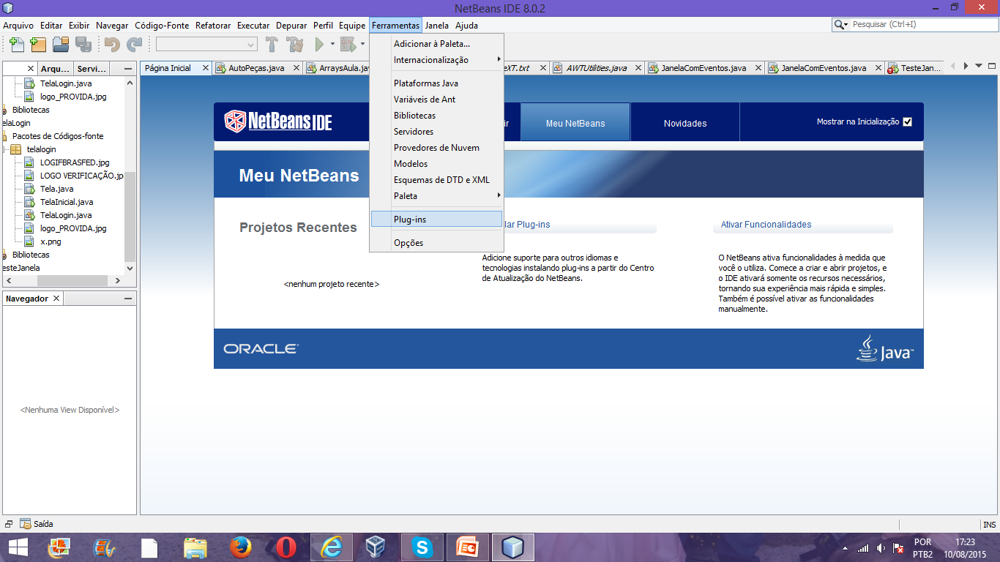 NetBeans IDE 8.0.2
Arquivo Editar Exibir Navegar Código-Fonte Refatorar Executar Depurar Perfil Equipe Ferramentas Janela Ajuda
Pesquisar (Ctrl+I)
Arqu... Servi...
Página Inicial AutoPeças.java ArraysAula.jav eXT.txt AWTUtilities.java JanelaComEventos.java JanelaComEventos.java TesteJan...
TelaLogin.java
logo_PROVIDA.jpg
Bibliotecas
elaLogin
Pacotes de Códigos-fonte
telalogin
LOGIFBRASFED.jpg
LOGO VERIFICAÇÃO.jp
Tela.java
TelaInicial.java
TelaLogin.java
logo_PROVIDA.jpg
x.png
Bibliotecas
esteJanela
Navegador
<Nenhuma View Disponível>
Adicionar à Paleta...
Internacionalização
Plataformas Java
Variáveis de Ant
Bibliotecas
Servidores
Provedores de Nuvem
Modelos
Esquemas de DTD e XML
Paleta
Plug-ins
Opções
NetBeans IDE
ir
Meu NetBeans
Novidades
Mostrar na Inicialização
Meu NetBeans
Projetos Recentes
<nenhum projeto recente>
lar Plug-ins
Adicione suporte para outros idiomas e
tecnologias instalando plug-ins a partir do Centro
de Atualização do NetBeans.
Ativar Funcionalidades
O NetBeans ativa funcionalidades à medida que
você o utiliza. Comece a criar e abrir projetos, e
o IDE ativará somente os recursos necessários,
tornando sua experiência mais rápida e simples.
Também é possível ativar as funcionalidades
manualmente.
ORACLE
Java
Saída
INS
POR
PTB2
17:23
10/08/2015